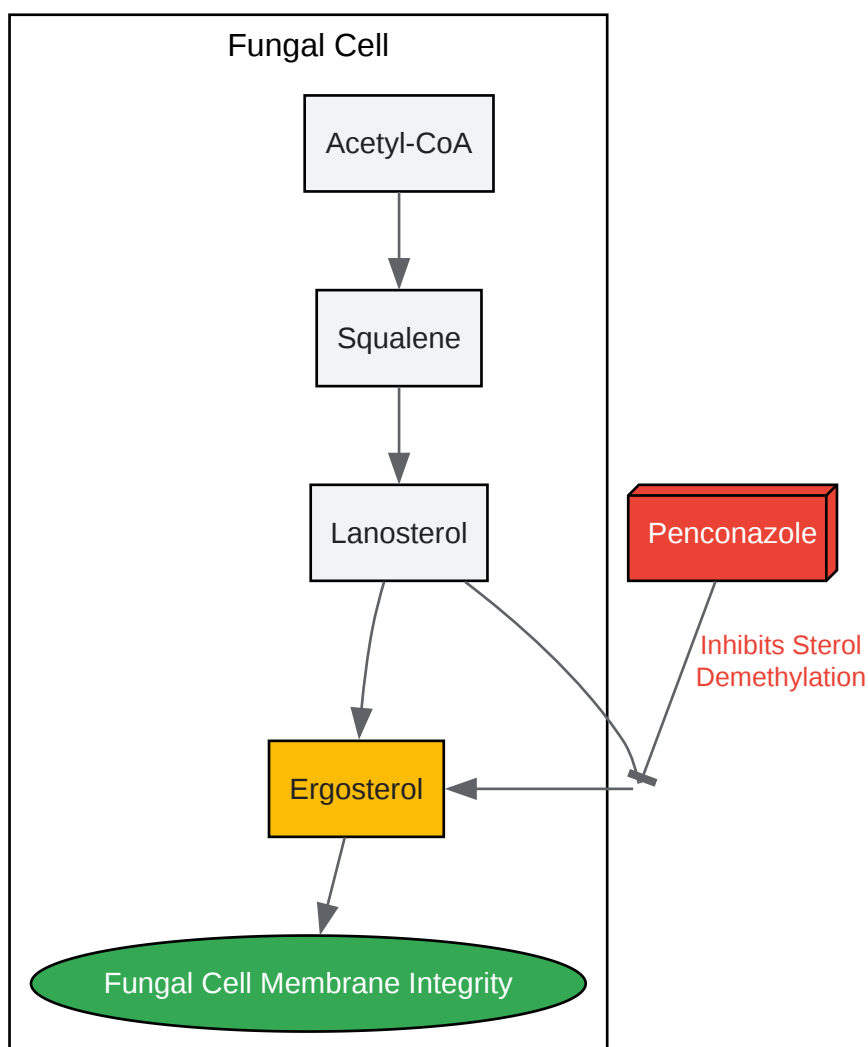 Fungal Cell
Acetyl-CoA
Squalene
Lanosterol
Penconazole
Inhibits Sterol
Demethylation
Ergosterol
Fungal Cell Membrane Integrity